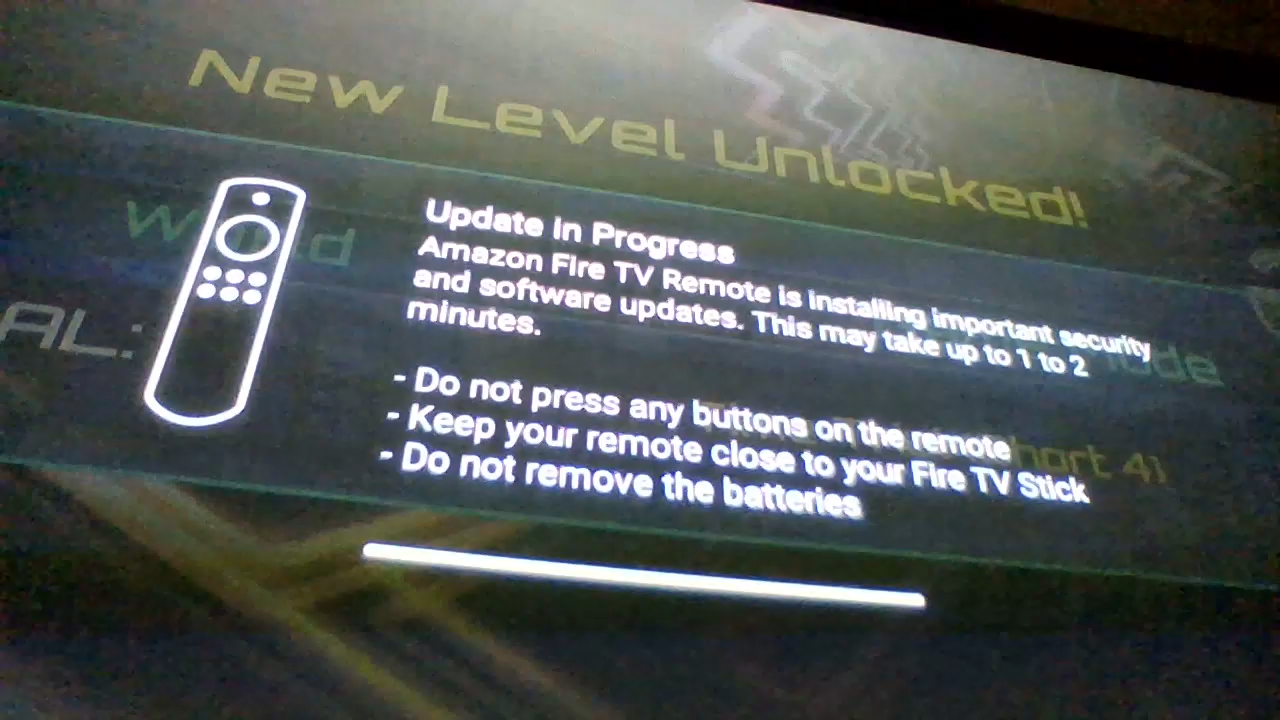 New Level Unlocked!
Update in Progress
Amazon Fire TV Remote is installing important security
and software updates. This may take up to 1 to 2
minutes.
AL:
- Do not press any buttons on the remote
- Keep your remote close to your Fire TV Stick
- Do not remove the batteries